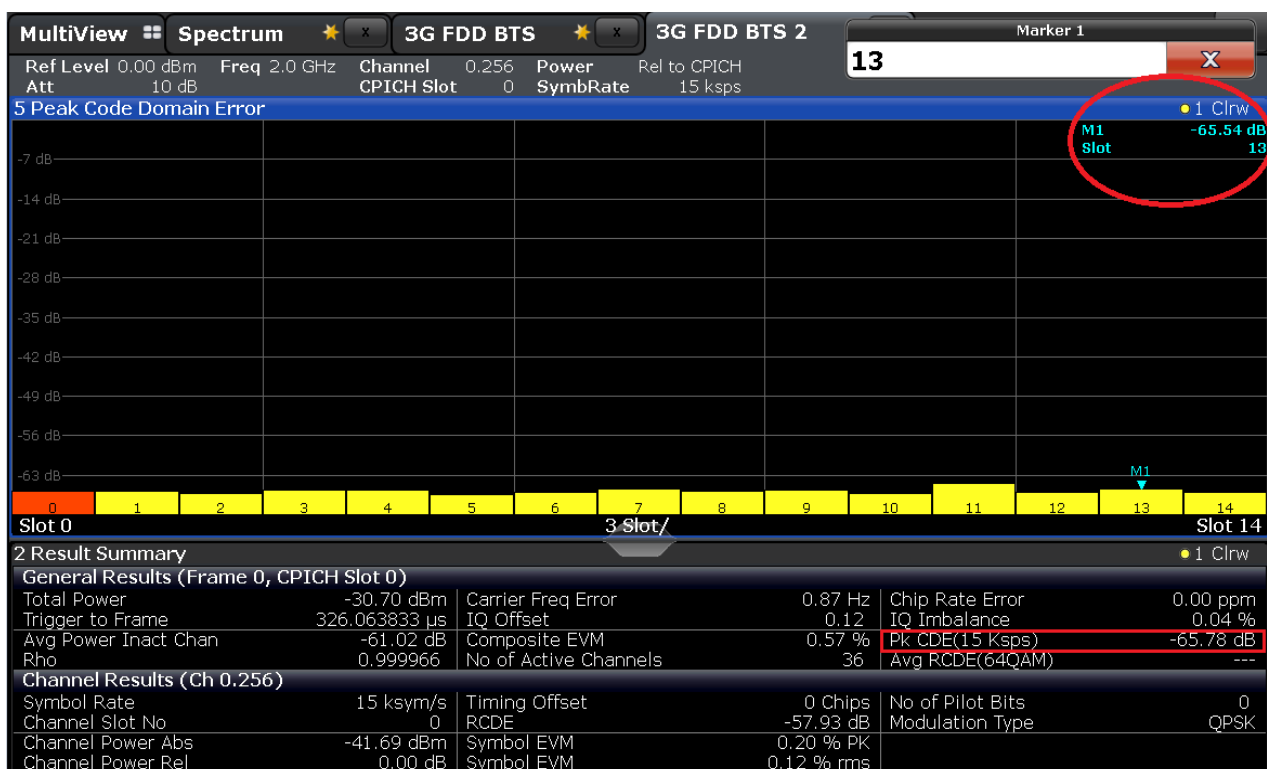 MultiView Spectrum x 3G FDD BTS x 3G FDD BTS 2 Marker 1
13 X
Ref Level 0.00 dBm Freq 2.0 GHz Channel 0.256 Power Rel to CPICH
Att 10 dB CPICH Slot 0 SymbRate 15 ksps
5 Peak Code Domain Error 1 Clrw
M1 -65.54 dB
Slot 13
-7 dB
-14 dB
-21 dB
-28 dB
-35 dB
-42 dB
-49 dB
-56 dB
-63 dB
M1
0 1 2 3 4 5 6 7 8 9 10 11 12 13 14
Slot 0 3 Slot/ Slot 14
2 Result Summary 1 Clrw
General Results (Frame 0, CPICH Slot 0)
Total Power -30.70 dBm Carrier Freq Error 0.87 Hz Chip Rate Error 0.00 ppm
Trigger to Frame 326.063833 µs IQ Offset 0.12 IQ Imbalance 0.04 %
Avg Power Inact Chan -61.02 dB Composite EVM 0.57 % Pk CDE(15 Ksps) -65.78 dB
Rho 0.999966 No of Active Channels 36 Avg RCDE(64QAM) ---
Channel Results (Ch 0.256)
Symbol Rate 15 ksym/s Timing Offset 0 Chips No of Pilot Bits 0
Channel Slot No 0 RCDE -57.93 dB Modulation Type QPSK
Channel Power Abs -41.69 dBm Symbol EVM 0.20 % PK
Channel Power Rel 0.00 dB Symbol EVM 0.12 % rms